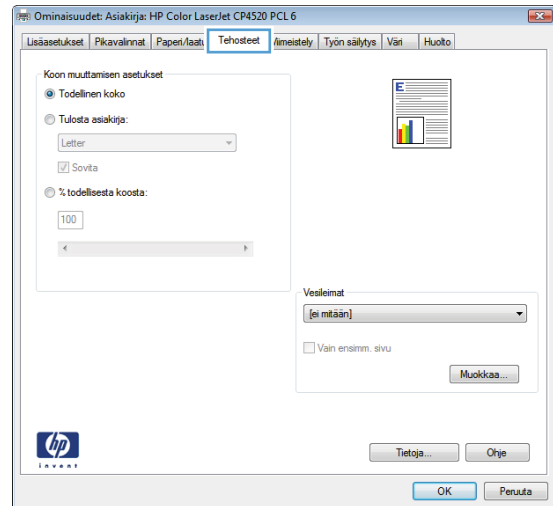 Ominaisuudet: Asiakirja: HP Color LaserJet CP4520 PCL 6
Lisäasetukset Pikavalinnat Paperi/laatu Tehosteet Viimeistely Työn säilytys Väri Huolto
Koon muuttamisen asetukset
Todellinen koko
Tulosta asiakirja:
Letter
Sovita
% todellisesta koosta:
100
E
Vesileimat
[ei mitään]
Vain ensimm. sivu
Muokkaa...
hp
invent
Tietoja... Ohje
OK Peruuta